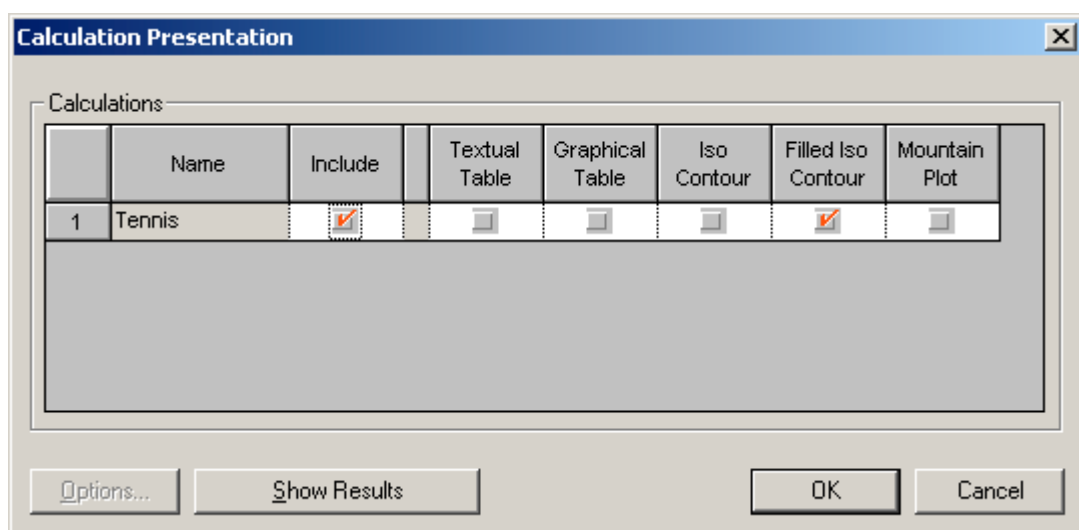 Calculation Presentation
Calculations
Name
Include
Textual
Table
Graphical
Table
Iso
Contour
Filled Iso
Contour
Mountain
Plot
1
Tennis
Options...
Show Results
OK
Cancel